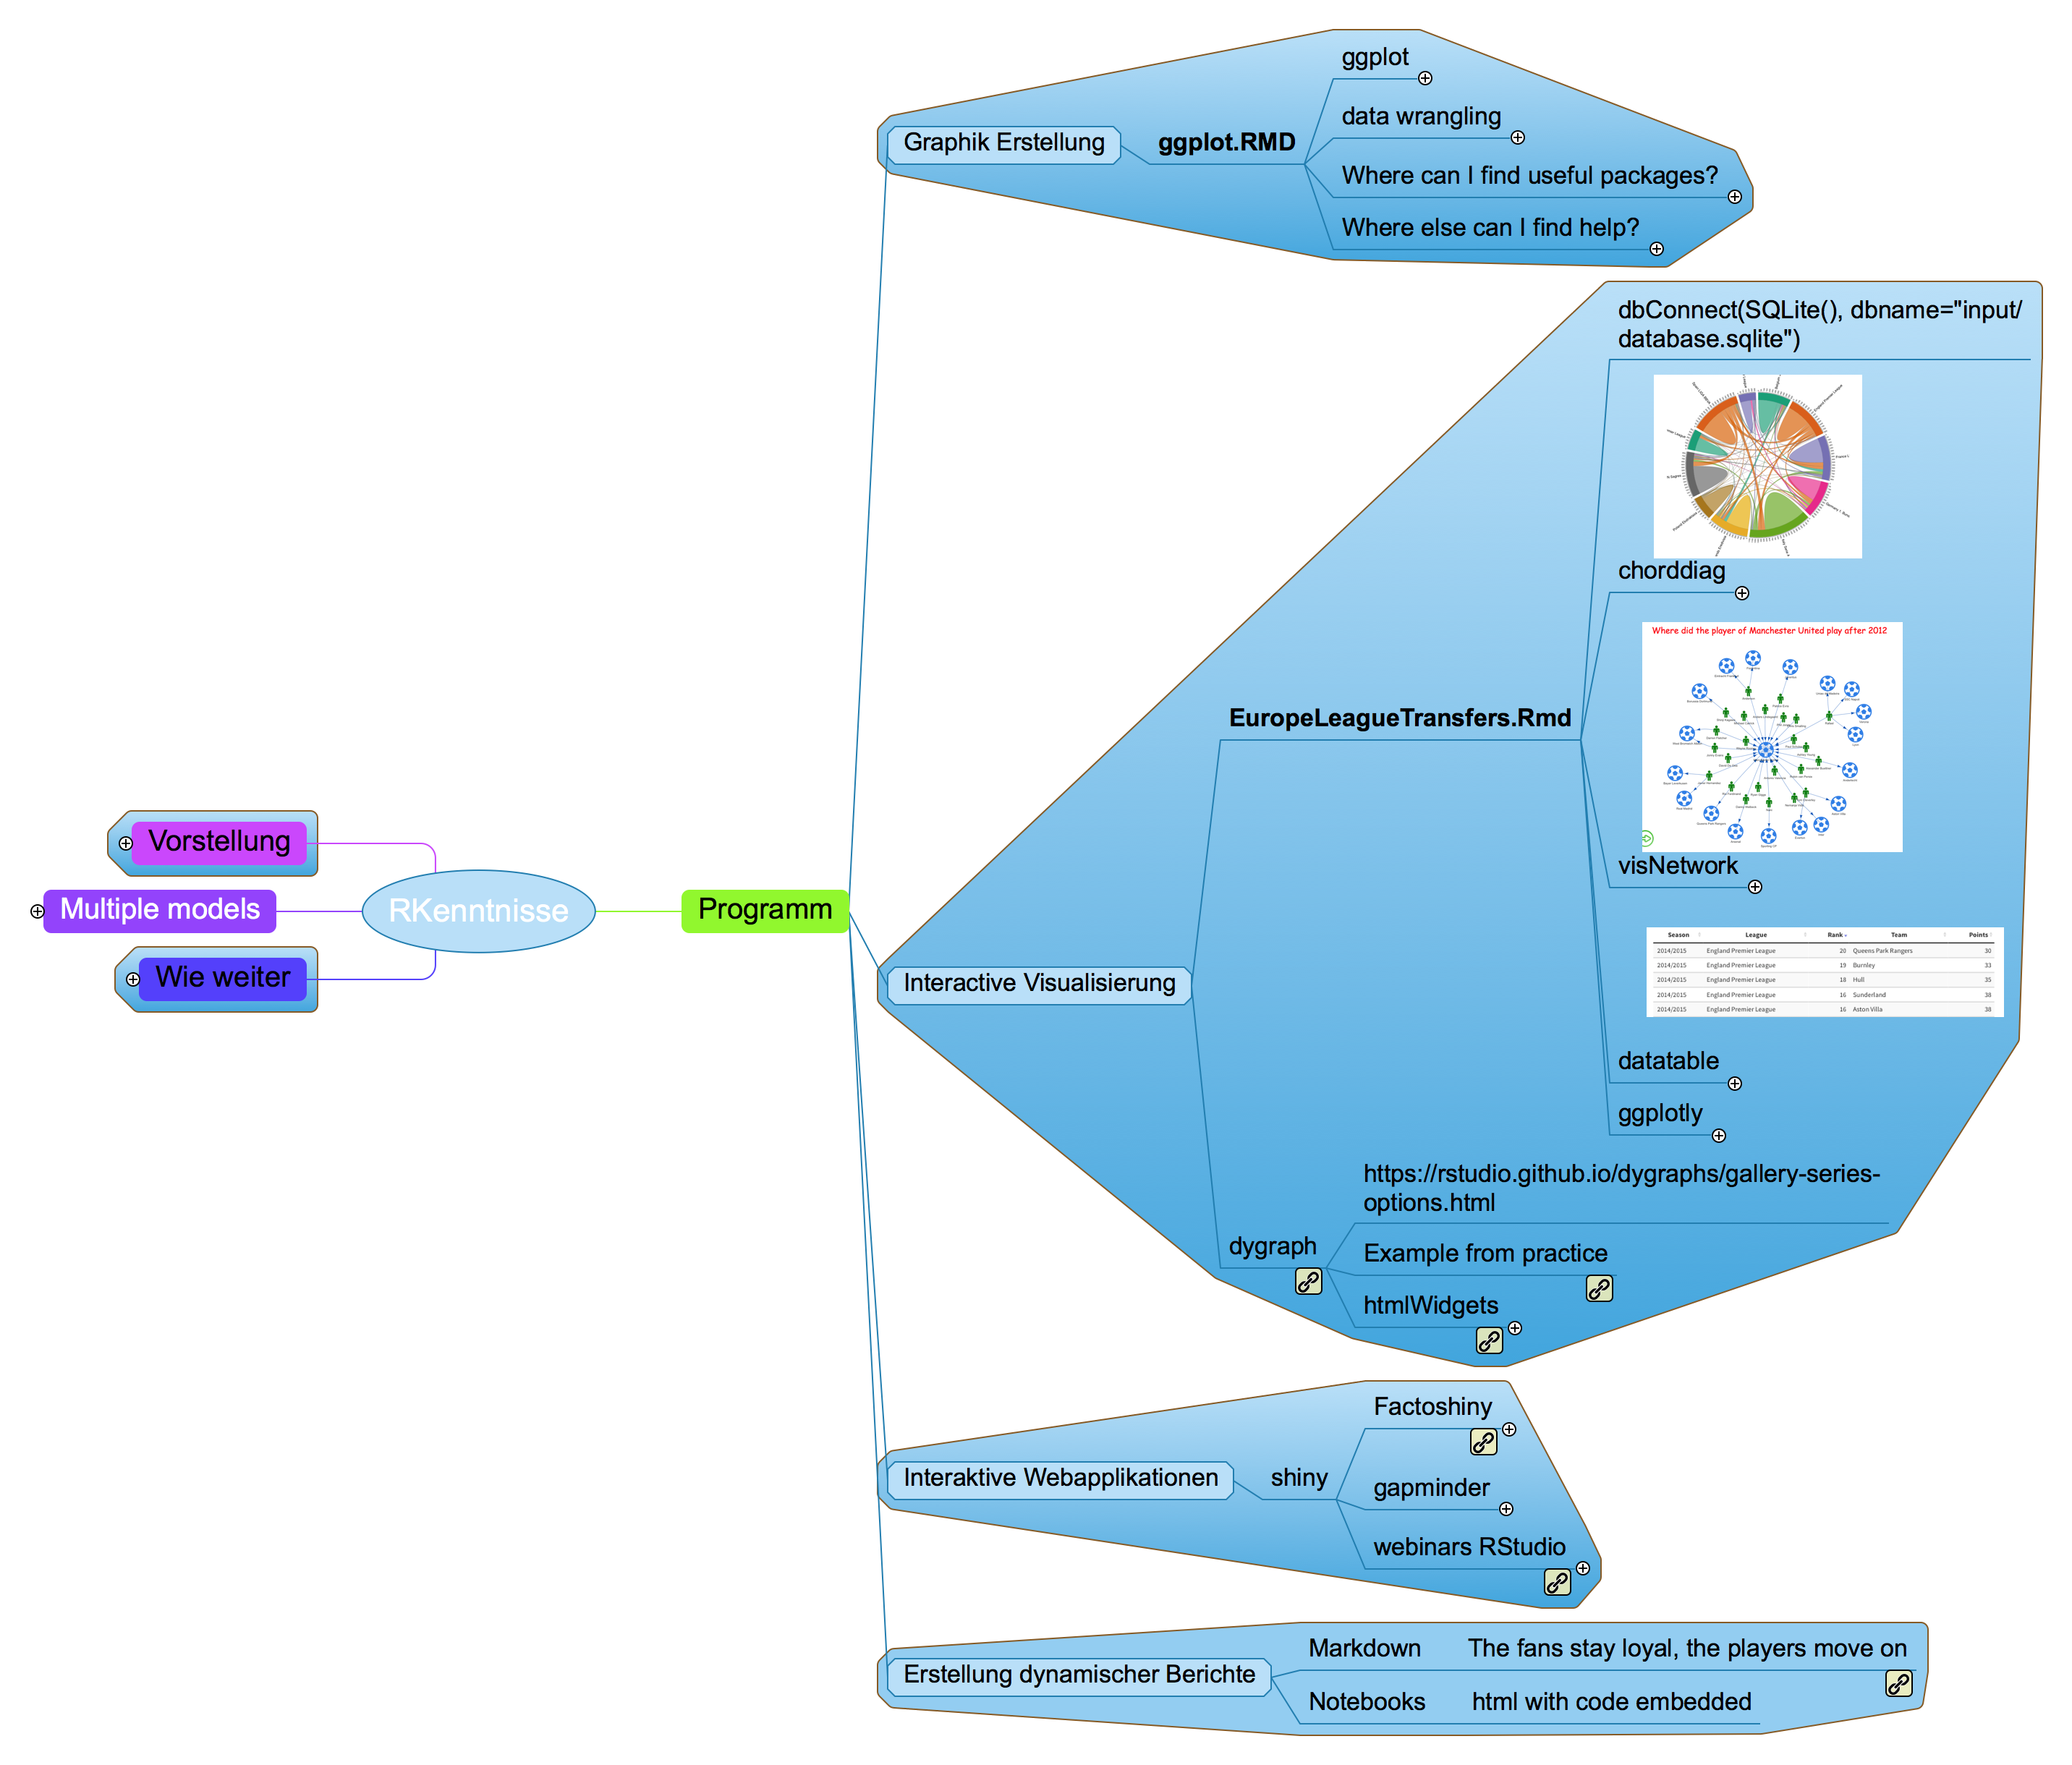 ggplot
data wrangling
Graphik Erstellung
ggplot.RMD
Where can I find useful packages?
Where else can I find help?
dbConnect(SQLite(), dbname="input/
database.sqlite")
England Premier League
chorddiag
Where did the player of Manchester United play after 2012
visNetwork
EuropeLeagueTransfers.Rmd
Vorstellung
Multiple models
RKenntnisse
Programm
Wie weiter
Interactive Visualisierung
Season League Rank Team Points
2014/2015 England Premier League 20 Queens Park Rangers 30
2014/2015 England Premier League 19 Burnley 33
2014/2015 England Premier League 18 Hull 35
2014/2015 England Premier League 16 Sunderland 38
2014/2015 England Premier League 16 Aston Villa 38
datatable
ggplotly
https://rstudio.github.io/dygraphs/gallery-series-
options.html
dygraph
Example from practice
htmlWidgets
Factoshiny
Interaktive Webapplikationen
shiny
gapminder
webinars RStudio
Markdown The fans stay loyal, the players move on
Erstellung dynamischer Berichte
Notebooks html with code embedded